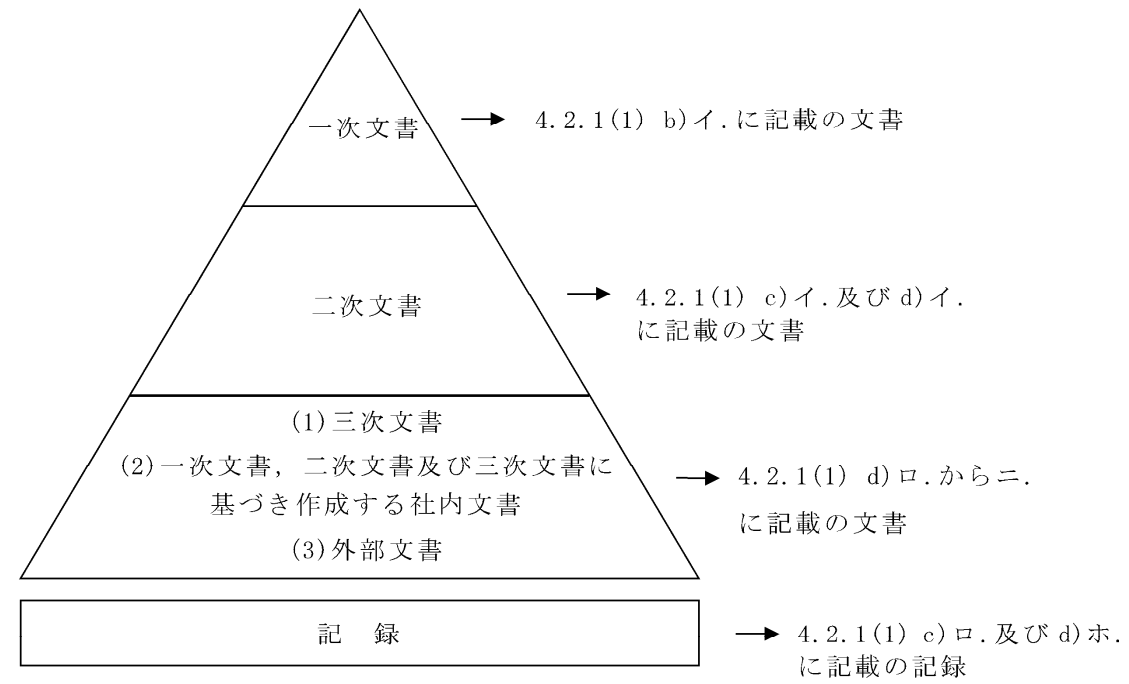 一次文書
4.2.1(1) b)イ.に記載の文書
二次文書
4.2.1(1) c)イ.及びd)イ.
に記載の文書
(1)三次文書
(2)一次文書，二次文書及び三次文書に
基づき作成する社内文書
(3)外部文書
4.2.1(1) d)ロ.からニ.
に記載の文書
記　録
4.2.1(1) c)ロ.及びd)ホ.
に記載の記録